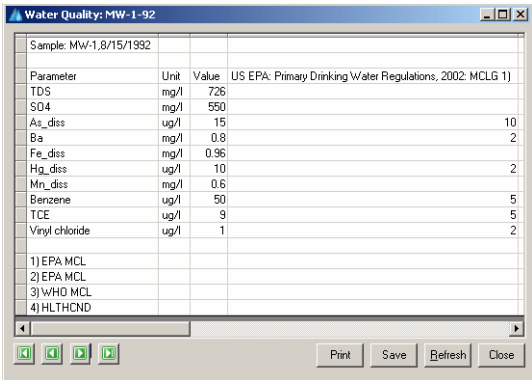 Water Quality: MW-1-92
Sample: MW-1,8/15/1992
Parameter Unit Value US EPA: Primary Drinking Water Regulations, 2002: MCLG 1)
TDS mg/l 726
SO4 mg/l 550
As_diss ug/l 15 10
Ba mg/l 0.8 2
Fe_diss mg/l 0.96
Hg_diss ug/l 10 2
Mn_diss mg/l 0.6
Benzene ug/l 50 5
TCE ug/l 9 5
Vinyl chloride ug/l 1 2
1) EPA MCL
2) EPA MCL
3) WHO MCL
4) HLTHCND
Print Save Refresh Close